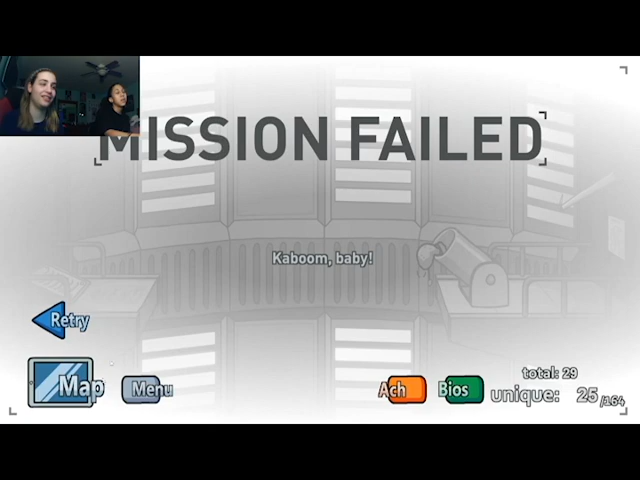 MISSION FAILED
Kaboom, baby!
Retry
Map
Menu
Ach
Bios
total: 29
unique: 25 /164